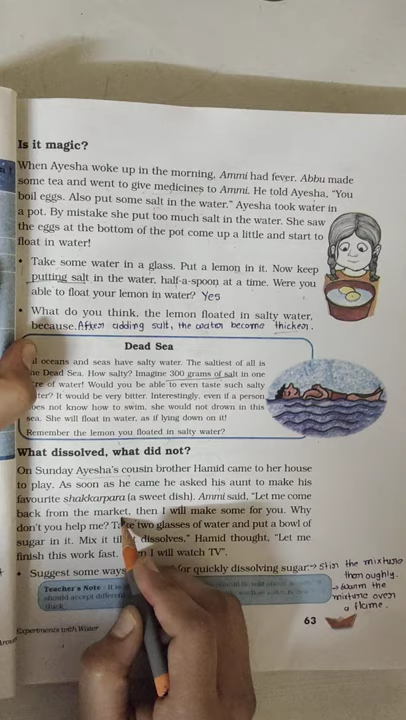 Is it magic?
When Ayesha woke up in the morning, Ammi had fever. Abbu made
some tea and went to give medicines to Ammi. He told Ayesha, "You
boil eggs. Also put some salt in the water." Ayesha took water in
a pot. By mistake she put too much salt in the water. She saw
the eggs at the bottom of the pot come up a little and start to
float in water!
• Take some water in a glass. Put a lemon in it. Now keep
putting salt in the water, half-a-spoon at a time. Were you
able to float your lemon in water? Yes
• What do you think, the lemon floated in salty water,
because. After adding salt, the water become thicken.
Dead Sea
oceans and seas have salty water. The saltiest of all is
Dead Sea. How salty? Imagine 300 grams of salt in one
of water! Would you be able to even taste such salty
It would be very bitter. Interestingly, even if a person
does not know how to swim, she would not drown in this
sea. She will float in water, as if lying down on it!
Remember the lemon you floated in salty water?
What dissolved, what did not?
On Sunday Ayesha's cousin brother Hamid came to her house
to play. As soon as he came he asked his aunt to make his
favourite shakkarpara (a sweet dish). Ammi said, "Let me come
back from the market, then I will make some for you. Why
don't you help me? Take two glasses of water and put a bowl of
sugar in it. Mix it till it dissolves." Hamid thought, "Let me
finish this work fast. I will watch TV".
• Suggest some ways for quickly dissolving sugar:→ Stin the mixture
thoroughly.
→ Warm the
mixture over
a flame.
Teacher's Note : It is
should accept different
63
Experiments with Water